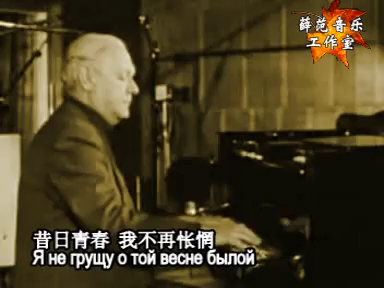 薛范音乐
工作室
昔日青春 我不再怅惘
Я не грущу о той весне былой